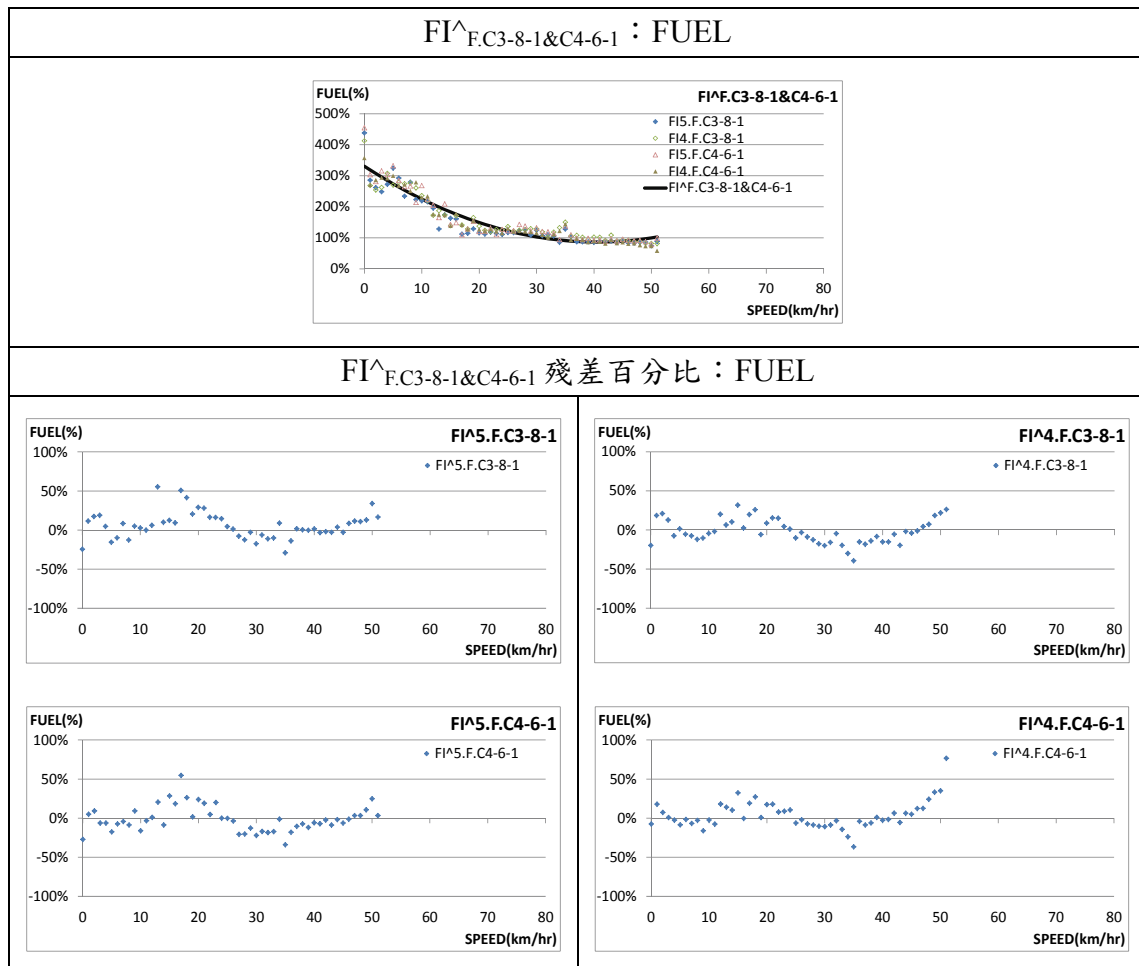 FI^F.C3-8-1&C4-6-1：FUEL
FUEL(%)
FI^F.C3-8-1&C4-6-1
500%
400%
300%
200%
100%
0%
FI5.F.C3-8-1
FI4.F.C3-8-1
FI5.F.C4-6-1
FI4.F.C4-6-1
FI^F.C3-8-1&C4-6-1
0 10 20 30 40 50 60 70 80
SPEED(km/hr)
FI^F.C3-8-1&C4-6-1 殘差百分比：FUEL
FUEL(%)
FI^5.F.C3-8-1
FI^5.F.C3-8-1
100%
50%
0%
-50%
-100%
0 10 20 30 40 50 60 70 80
SPEED(km/hr)
FUEL(%)
FI^4.F.C3-8-1
FI^4.F.C3-8-1
100%
50%
0%
-50%
-100%
0 10 20 30 40 50 60 70 80
SPEED(km/hr)
FUEL(%)
FI^5.F.C4-6-1
FI^5.F.C4-6-1
100%
50%
0%
-50%
-100%
0 10 20 30 40 50 60 70 80
SPEED(km/hr)
FUEL(%)
FI^4.F.C4-6-1
FI^4.F.C4-6-1
100%
50%
0%
-50%
-100%
0 10 20 30 40 50 60 70 80
SPEED(km/hr)